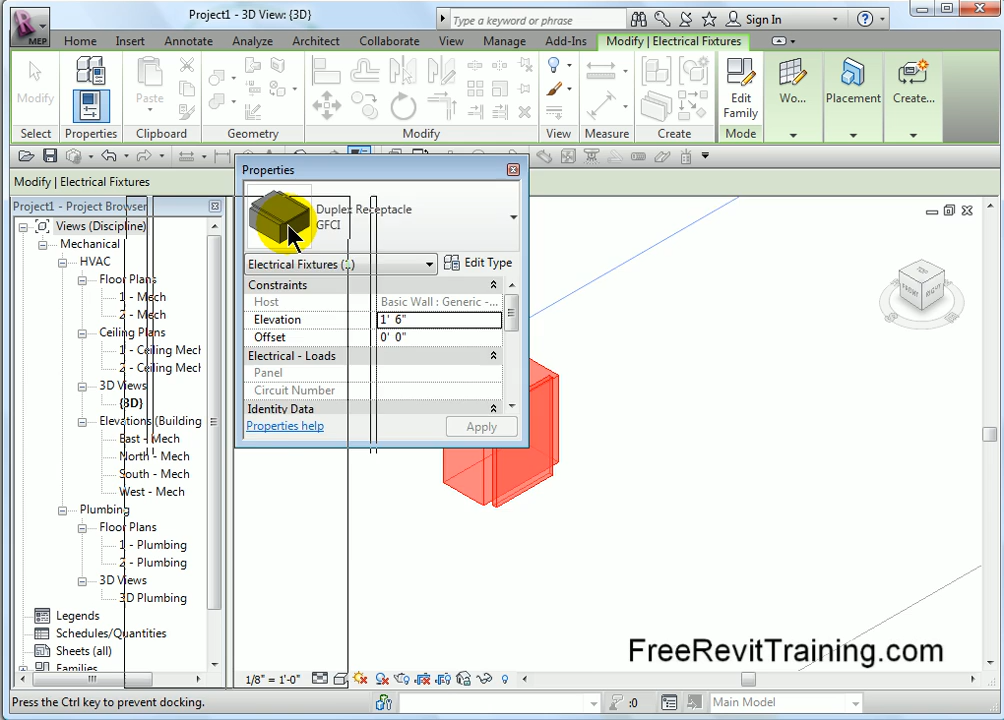 Project1 - 3D View: {3D}
Type a keyword or phrase
Sign In
MEP
Home Insert Annotate Analyze Architect Collaborate View Manage Add-Ins Modify | Electrical Fixtures
Modify
Paste
Edit Family
Wo...
Placement
Create...
Select Properties Clipboard Geometry Modify View Measure Create Mode
Modify | Electrical Fixtures
Project1 - Project Browser
Views (Discipline)
Mechanical
HVAC
Floor Plans
1 - Mech
2 - Mech
Ceiling Plans
1 - Ceiling Mech
2 - Ceiling Mech
3D Views
{3D}
Elevations (Building
East - Mech
North - Mech
South - Mech
West - Mech
Plumbing
Floor Plans
1 - Plumbing
2 - Plumbing
3D Views
3D Plumbing
Legends
Schedules/Quantities
Sheets (all)
Families
Properties
Duplex Receptacle
GFCI
Electrical Fixtures (1)
Edit Type
Constraints
Host Basic Wall : Generic -...
Elevation 1' 6"
Offset 0' 0"
Electrical - Loads
Panel
Circuit Number
Identity Data
Properties help
Apply
TOP
FRONT
RIGHT
FreeRevitTraining.com
1/8" = 1'-0"
Press the Ctrl key to prevent docking.
:0
Main Model